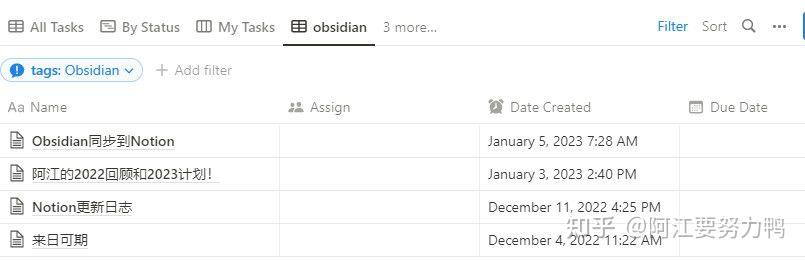 All Tasks By Status My Tasks obsidian 3 more... Filter Sort
tags: Obsidian Add filter
Aa Name Assign Date Created Due Date
Obsidian同步到Notion January 5, 2023 7:28 AM
阿江的2022回顾和2023计划！ January 3, 2023 2:40 PM
Notion更新日志 December 11, 2022 4:25 PM
来日可期 December 4, 2022 11:22 AM
知乎 @阿江要努力鸭